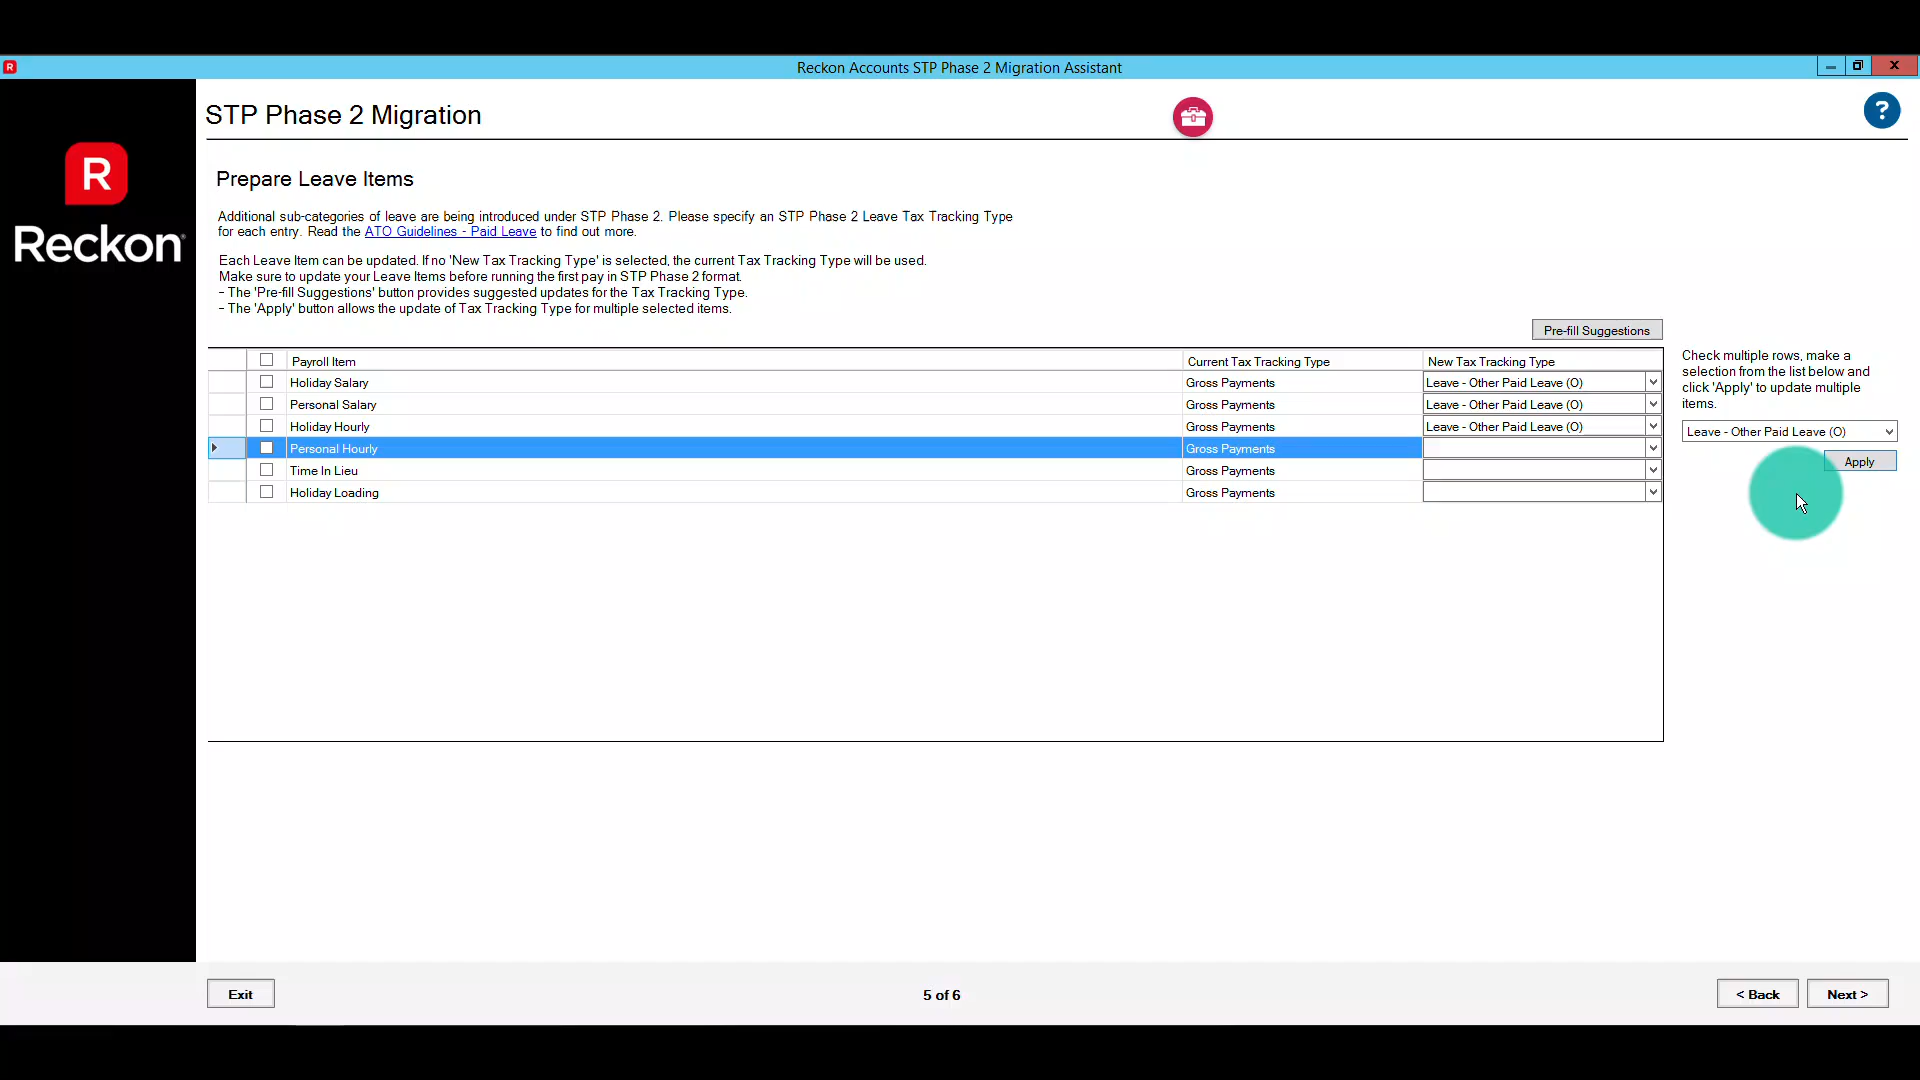 R
Reckon Accounts STP Phase 2 Migration Assistant
STP Phase 2 Migration
?
R
Reckon
Prepare Leave Items
Additional sub-categories of leave are being introduced under STP Phase 2. Please specify an STP Phase 2 Leave Tax Tracking Type
for each entry. Read the ATO Guidelines - Paid Leave to find out more.
Each Leave Item can be updated. If no 'New Tax Tracking Type' is selected, the current Tax Tracking Type will be used.
Make sure to update your Leave Items before running the first pay in STP Phase 2 format.
- The 'Pre-fill Suggestions' button provides suggested updates for the Tax Tracking Type.
- The 'Apply' button allows the update of Tax Tracking Type for multiple selected items.
Pre-fill Suggestions
Payroll Item Current Tax Tracking Type New Tax Tracking Type
Holiday Salary Gross Payments Leave - Other Paid Leave (O)
Personal Salary Gross Payments Leave - Other Paid Leave (O)
Holiday Hourly Gross Payments Leave - Other Paid Leave (O)
Personal Hourly Gross Payments
Time In Lieu Gross Payments
Holiday Loading Gross Payments
Check multiple rows, make a
selection from the list below and
click 'Apply' to update multiple
items.
Leave - Other Paid Leave (O)
Apply
Exit
5 of 6
< Back
Next >